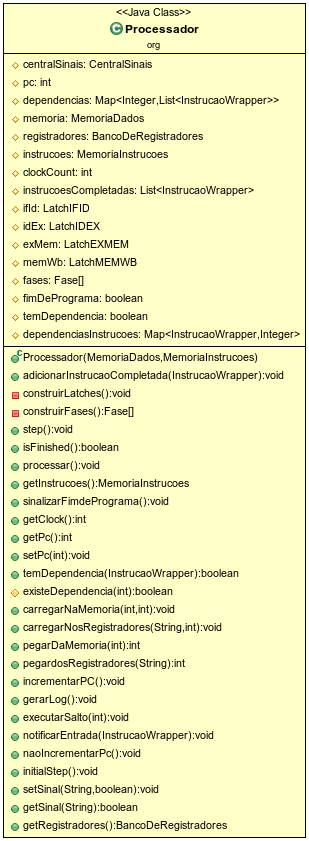 <<Java Class>>
Processador
org
centralSinais: CentralSinais
pc: int
dependencias: Map<Integer,List<InstrucaoWrapper>>
memoria: MemoriaDados
registradores: BancoDeRegistradores
instrucoes: MemoriaInstrucoes
clockCount: int
instrucoesCompletadas: List<InstrucaoWrapper>
ifId: LatchIFID
idEx: LatchIDEX
exMem: LatchEXMEM
memWb: LatchMEMWB
fases: Fase[]
fimDePrograma: boolean
temDependencia: boolean
dependenciasInstrucoes: Map<InstrucaoWrapper,Integer>
Processador(MemoriaDados,MemoriaInstrucoes)
adicionarInstrucaoCompletada(InstrucaoWrapper):void
construirLatches():void
construirFases():Fase[]
step():void
isFinished():boolean
processar():void
getInstrucoes():MemoriaInstrucoes
sinalizarFimdePrograma():void
getClock():int
getPc():int
setPc(int):void
temDependencia(InstrucaoWrapper):boolean
existeDependencia(int):boolean
carregarNaMemoria(int,int):void
carregarNosRegistradores(String,int):void
pegarDaMemoria(int):int
pegardosRegistradores(String):int
incrementarPC():void
gerarLog():void
executarSalto(int):void
notificarEntrada(InstrucaoWrapper):void
naoIncrementarPc():void
initialStep():void
setSinal(String,boolean):void
getSinal(String):boolean
getRegistradores():BancoDeRegistradores